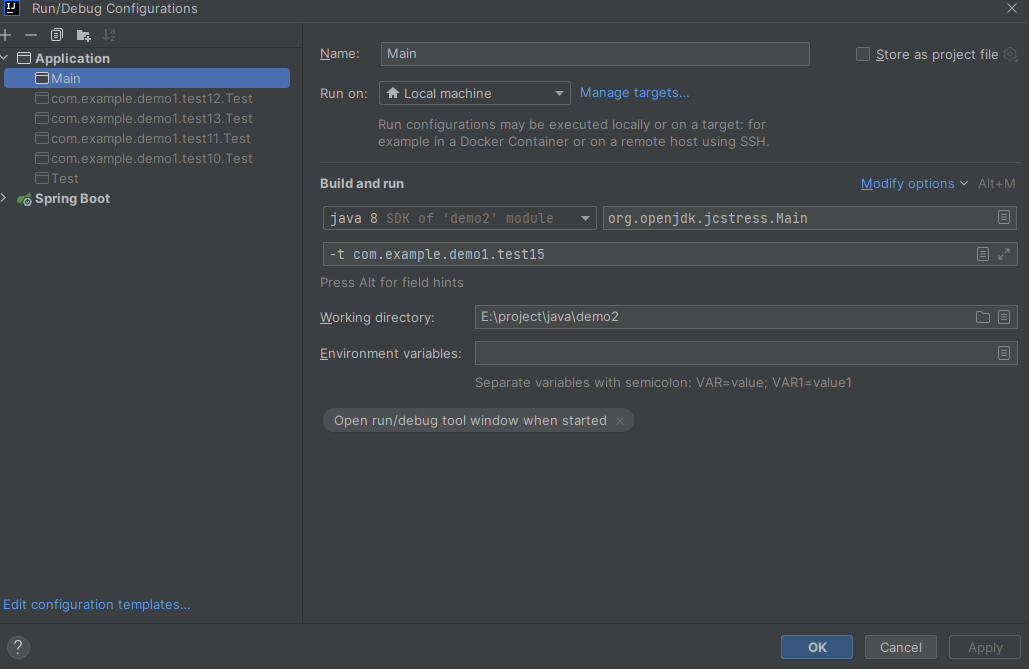 IJ Run/Debug Configurations
Application
Main
com.example.demo1.test12.Test
com.example.demo1.test13.Test
com.example.demo1.test11.Test
com.example.demo1.test10.Test
Test
Spring Boot
Edit configuration templates...
?
Name: Main Store as project file
Run on: Local machine Manage targets...
Run configurations may be executed locally or on a target: for
example in a Docker Container or on a remote host using SSH.
Build and run Modify options Alt+M
java 8 SDK of 'demo2' module org.openjdk.jcstress.Main
-t com.example.demo1.test15
Press Alt for field hints
Working directory: E:\project\java\demo2
Environment variables:
Separate variables with semicolon: VAR=value; VAR1=value1
Open run/debug tool window when started ×
OK Cancel Apply